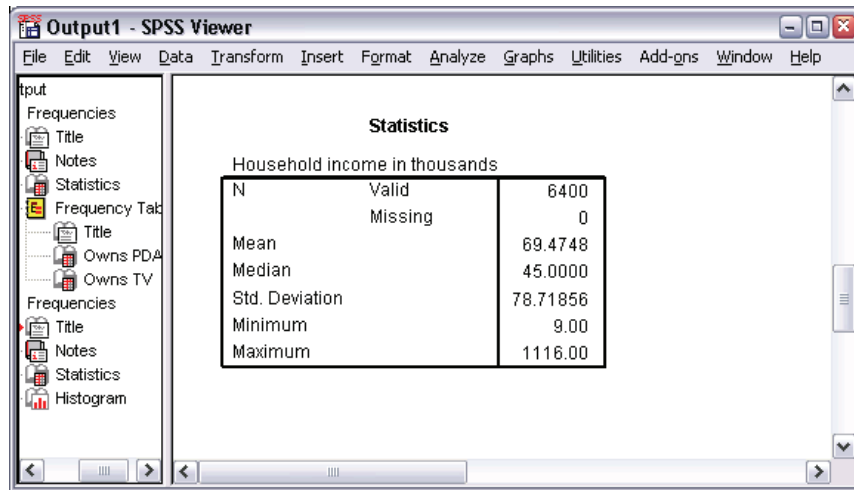 Output1 - SPSS Viewer
File Edit View Data Transform Insert Format Analyze Graphs Utilities Add-ons Window Help
tput
Frequencies
Title
Notes
Statistics
Frequency Tab
Title
Owns PDA
Owns TV
Frequencies
Title
Notes
Statistics
Histogram
Statistics
Household income in thousands
N Valid 6400
Missing 0
Mean 69.4748
Median 45.0000
Std. Deviation 78.71856
Minimum 9.00
Maximum 1116.00